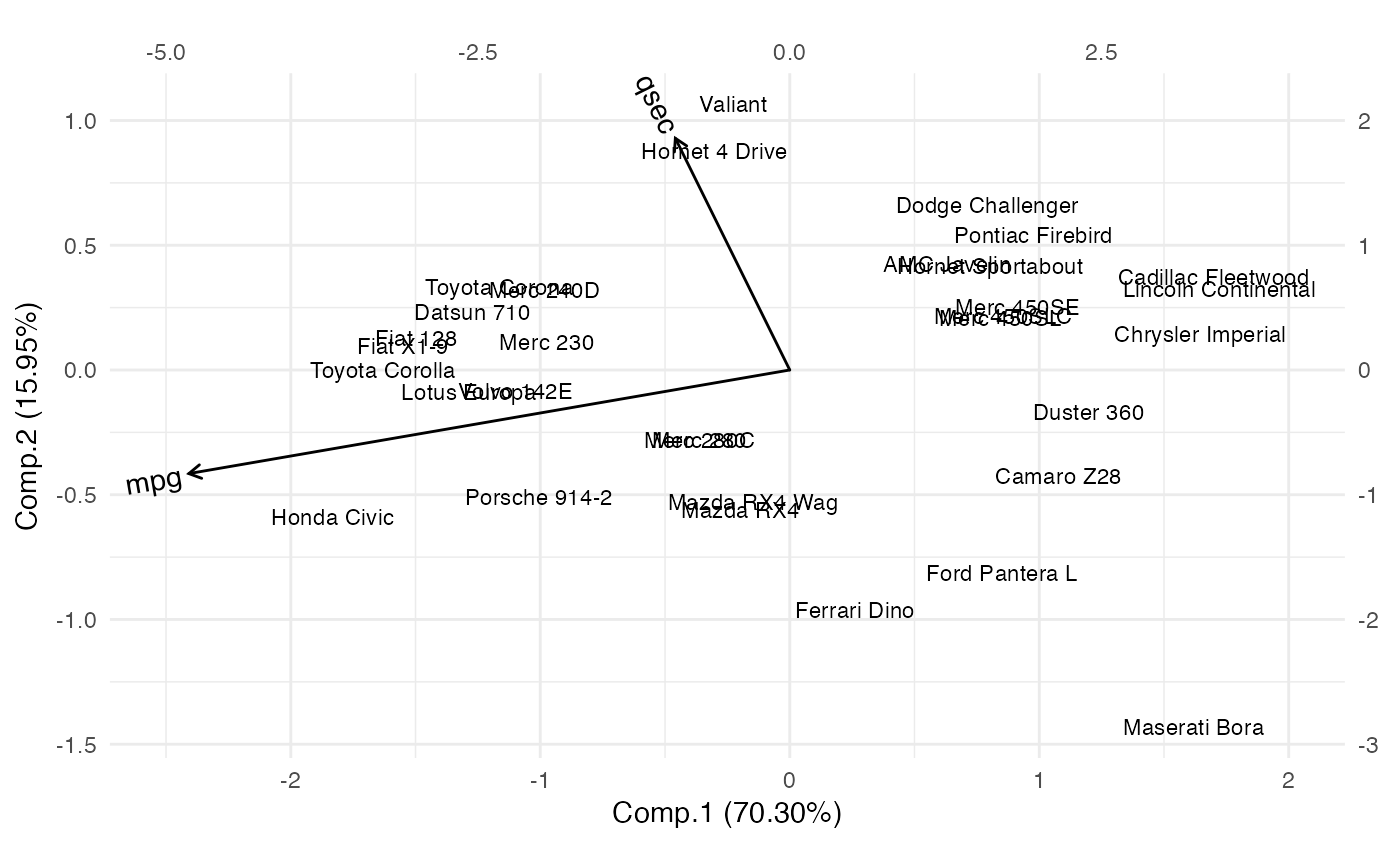 -5.0 -2.5 0.0 2.5
qsec
Valiant
1.0 2
Hornet 4 Drive
Dodge Challenger
Pontiac Firebird
0.5 1
AMC Javelin
Hornet Sportabout
Cadillac Fleetwood
Lincoln Continental
Toyota Corona
Merc 240D
Merc 450SE
Datsun 710
Merc 450SLC
Merc 450SL
Chrysler Imperial
Fiat 128
Fiat X1-9
Merc 230
0.0 0
Toyota Corolla
Lotus Europa
Volvo 142E
Duster 360
Merc 280
Merc 280C
Camaro Z28
mpg
-0.5 -1
Porsche 914-2
Mazda RX4 Wag
Mazda RX4
Honda Civic
Ford Pantera L
Ferrari Dino
-1.0 -2
Maserati Bora
-1.5 -3
-2 -1 0 1 2
Comp.1 (70.30%)
Comp.2 (15.95%)